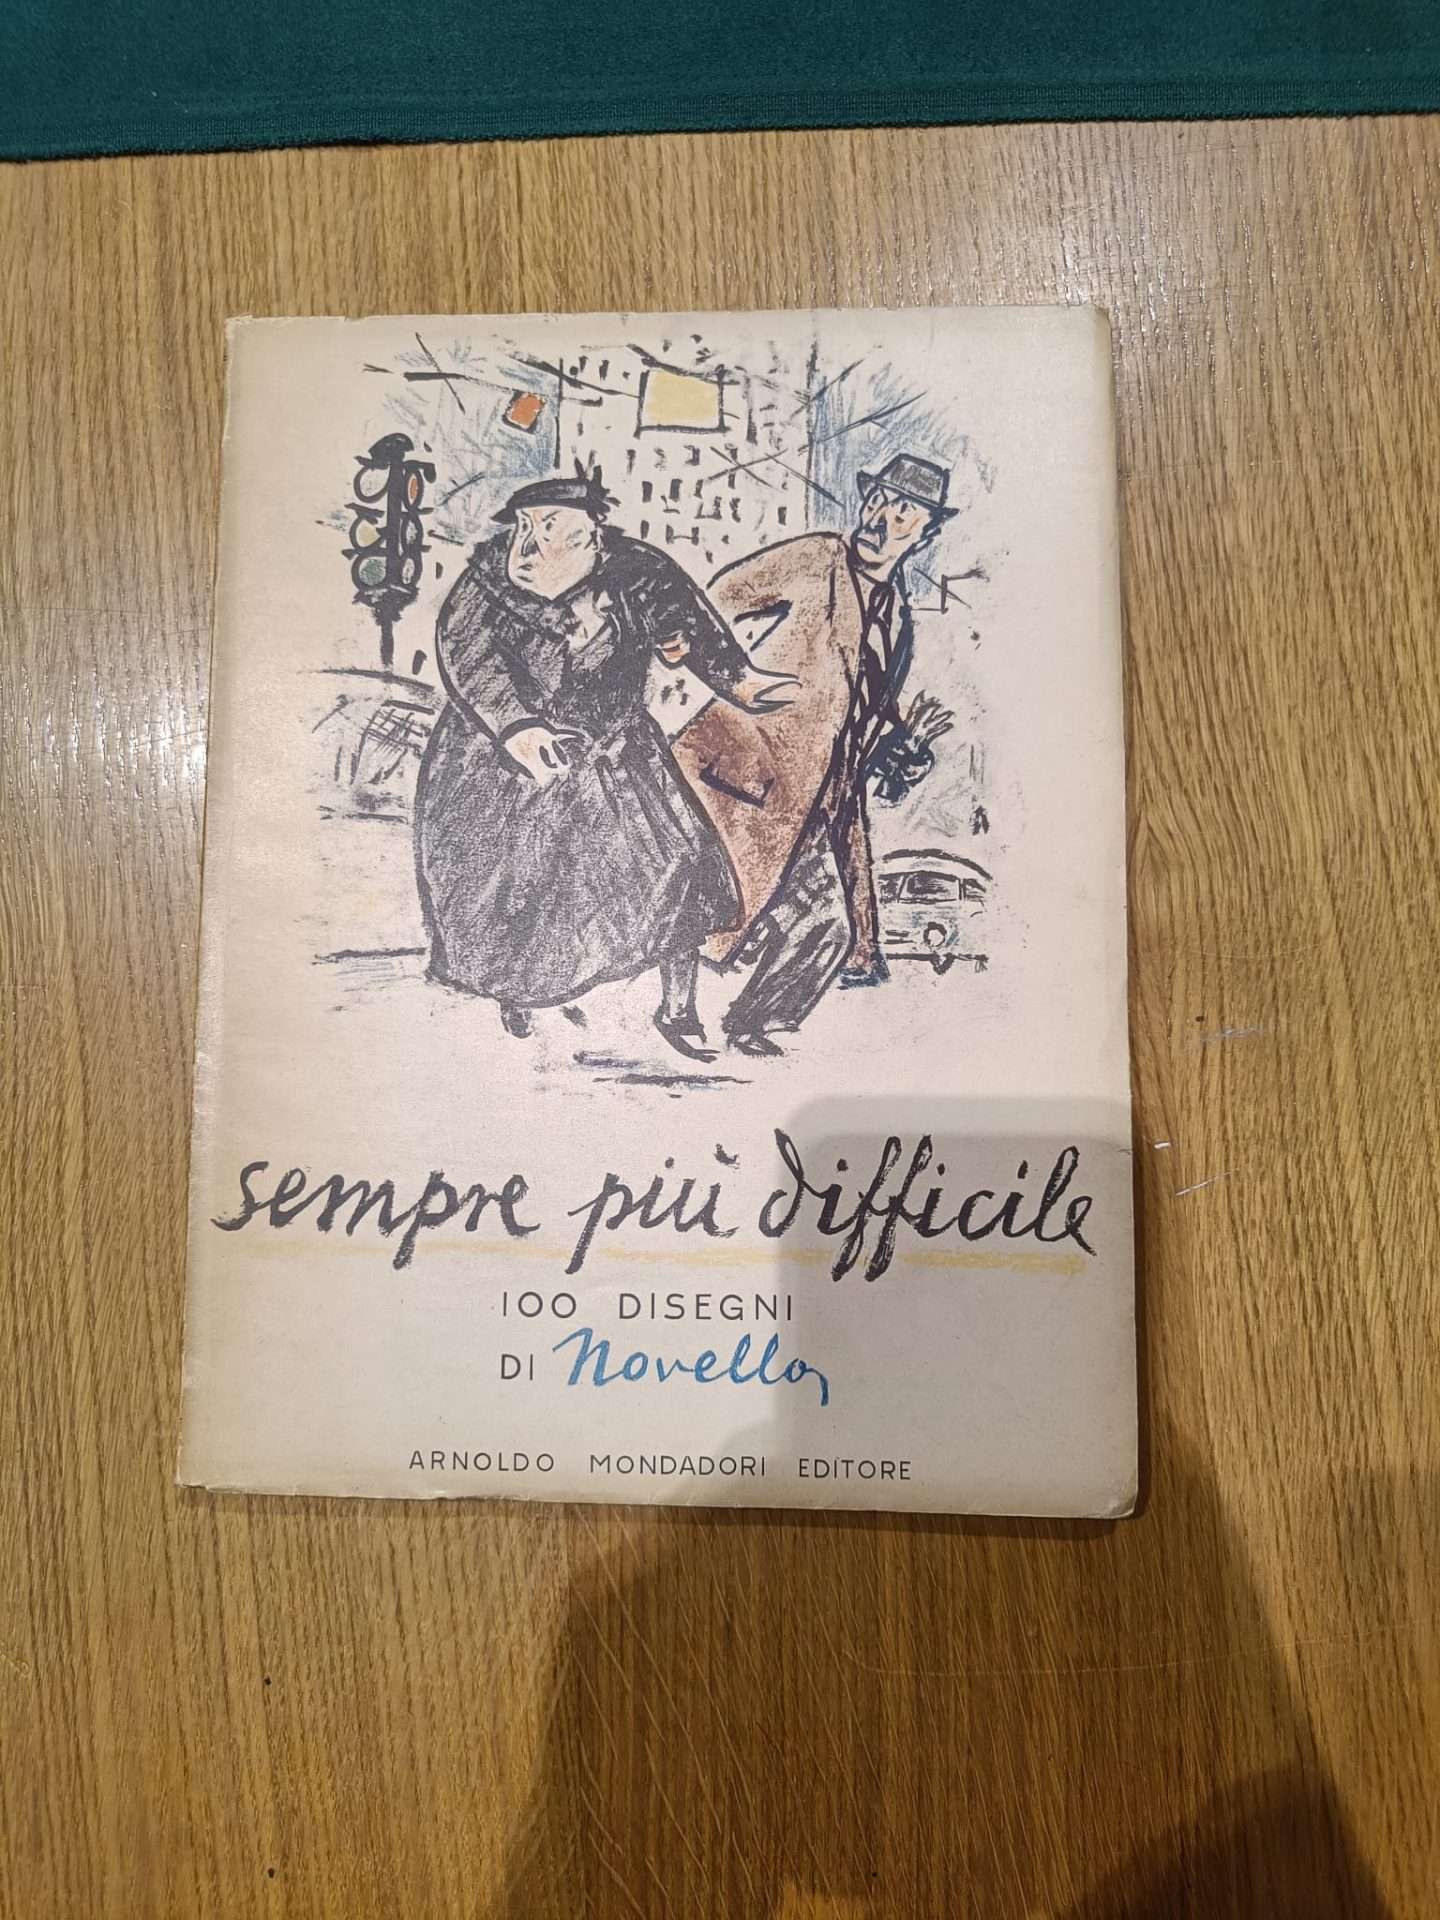 sempre più difficile
100 DISEGNI
DI Novello
ARNOLDO MONDADORI EDITORE